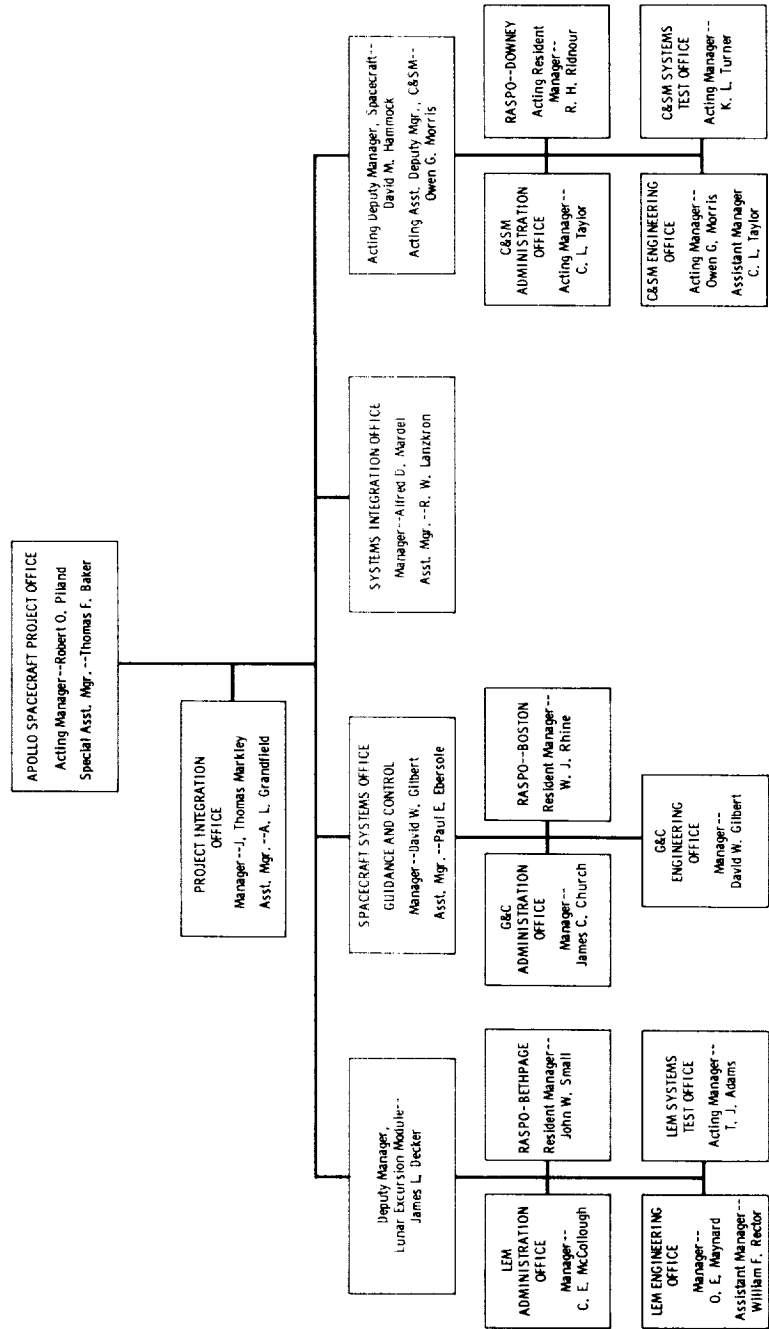 APOLLO SPACECRAFT PROJECT OFFICE
Acting Manager--Robert O. Piland
Special Asst. Mgr.--Thomas F. Baker
PROJECT INTEGRATION
OFFICE
Manager--J. Thomas Markley
Asst. Mgr.--A. L. Grandfield
Deputy Manager,
Lunar Excursion Module--
James L. Decker
SPACECRAFT SYSTEMS OFFICE
GUIDANCE AND CONTROL
Manager--David W. Gilbert
Asst. Mgr.--Paul E. Ebersole
SYSTEMS INTEGRATION OFFICE
Manager--Alfred D. Mardel
Asst. Mgr.--R. W. Lanzkron
Acting Deputy Manager, Spacecraft--
David M. Hammock
Acting Asst. Deputy Mgr., C&SM--
Owen G. Morris
LEM
ADMINISTRATION
OFFICE
Manager--
C. E. McCollough
RASPO-BETHPAGE
Resident Manager--
John W. Small
G&C
ADMINISTRATION
OFFICE
Manager--
James C. Church
RASPO--BOSTON
Resident Manager--
W. J. Rhine
C&SM
ADMINISTRATION
OFFICE
Acting Manager--
C. L. Taylor
RASPO--DOWNEY
Acting Resident
Manager--
R. H. Ridnour
LEM ENGINEERING
OFFICE
Manager--
O. E. Maynard
Assistant Manager--
William F. Rector
LEM SYSTEMS
TEST OFFICE
Acting Manager--
T. J. Adams
G&C
ENGINEERING
OFFICE
Manager--
David W. Gilbert
C&SM ENGINEERING
OFFICE
Acting Manager--
Owen G. Morris
Assistant Manager
C. L. Taylor
C&SM SYSTEMS
TEST OFFICE
Acting Manager--
K. L. Turner